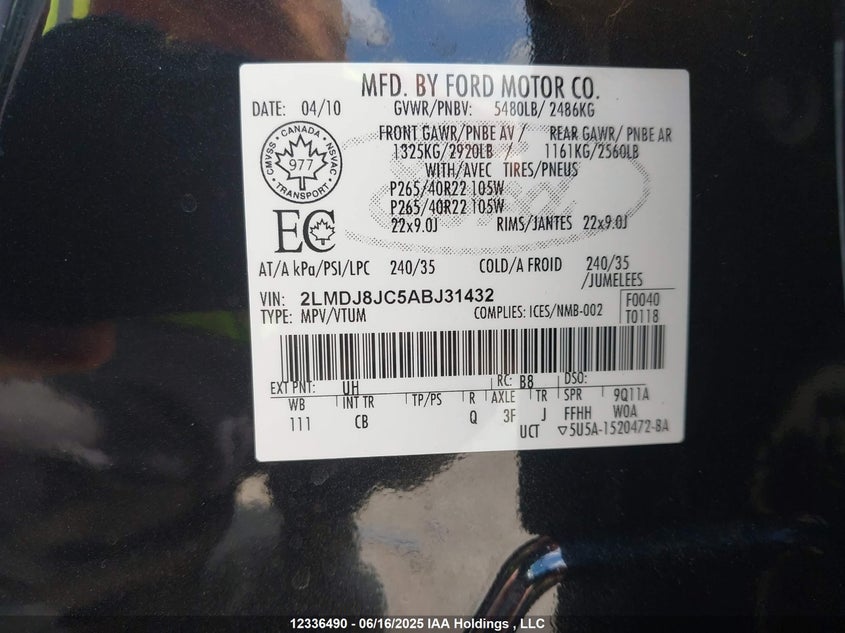 MFD. BY FORD MOTOR CO.
DATE: 04/10 GVWR/PNBV: 5480LB/ 2486KG
FRONT GAWR/PNBE AV / REAR GAWR/ PNBE AR
1325KG/2920LB / 1161KG/2560LB
WITH/AVEC TIRES/PNEUS
CMVSS • CANADA • NSVAC
977
TRANSPORT
P265/40R22 105W
P265/40R22 105W
22x9.0J RIMS/JANTES 22x9.0J
EC
AT/A kPa/PSI/LPC 240/35 COLD/A FROID 240/35
/JUMELEES
VIN: 2LMDJ8JC5ABJ31432
TYPE: MPV/VTUM COMPLIES: ICES/NMB-002
F0040
T0118
EXT PNT: UH RC: B8 DSO:
WB INT TR TP/PS R AXLE TR SPR 9Q11A
111 CB Q 3F J FFHH WOA
UCT ▽5U5A-1520472-BA
12336490 - 06/16/2025 IAA Holdings , LLC